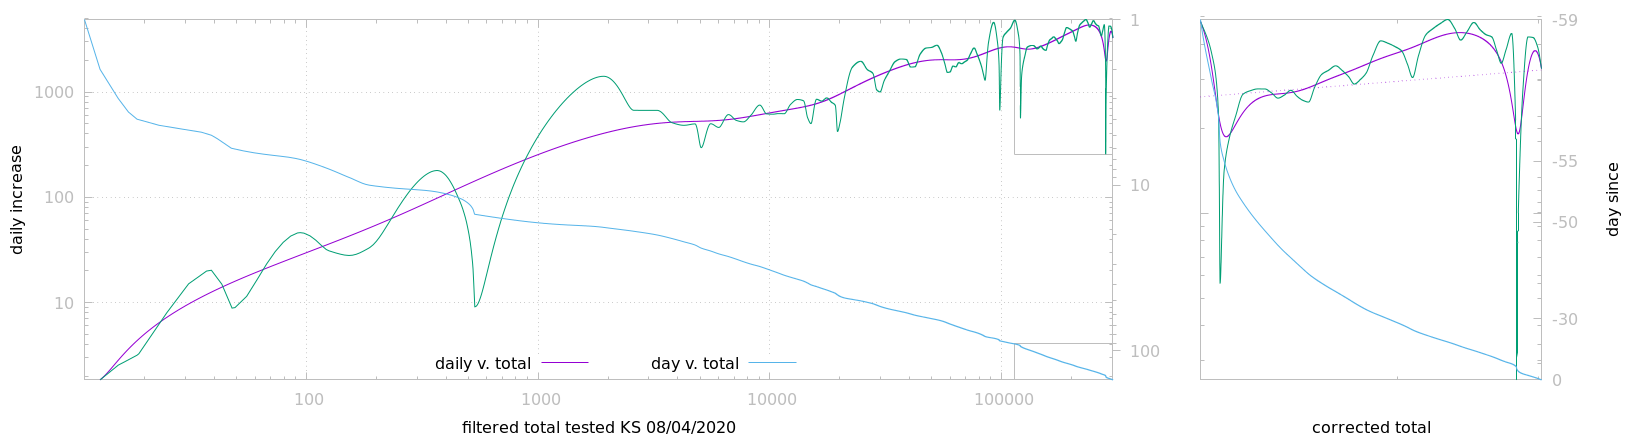 daily increase
1000
100
10
daily v. total
day v. total
100
1000
10000
100000
filtered total tested KS 08/04/2020
1
10
100
-59
-55
-50
-30
0
day since
corrected total